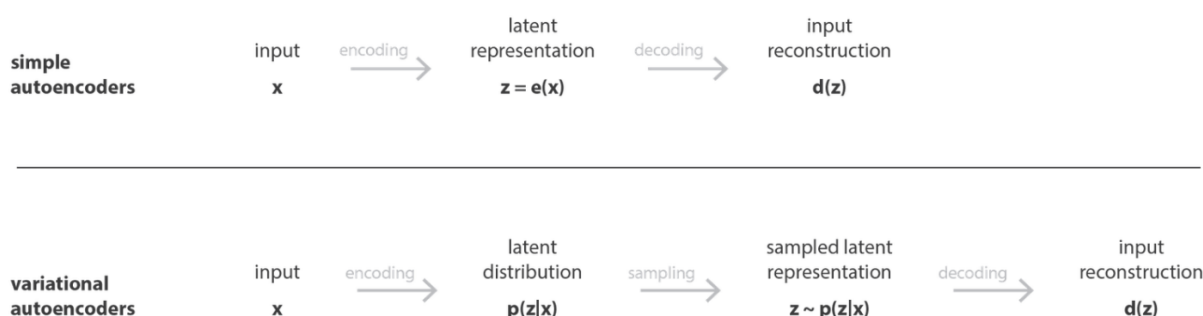 simple
autoencoders
input
x
encoding
latent
representation
z = e(x)
decoding
input
reconstruction
d(z)
variational
autoencoders
input
x
encoding
latent
distribution
p(z|x)
sampling
sampled latent
representation
z ~ p(z|x)
decoding
input
reconstruction
d(z)